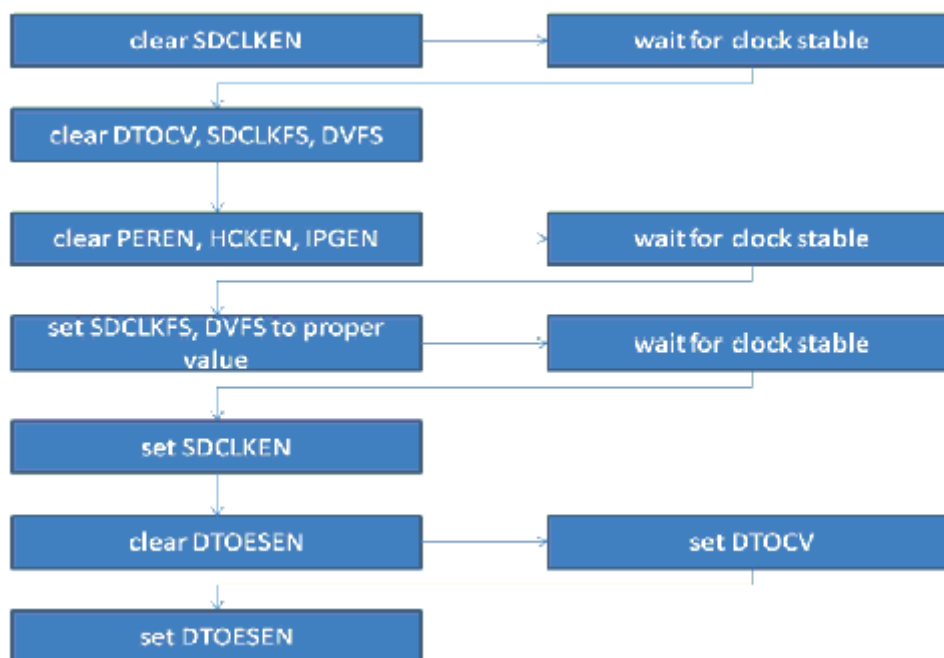 clear SDCLKEN
wait for clock stable
clear DTOCV, SDCLKFS, DVFS
clear PEREN, HCKEN, IPGEN
wait for clock stable
set SDCLKFS, DVFS to proper
value
wait for clock stable
set SDCLKEN
clear DTOESEN
set DTOCV
set DTOESEN